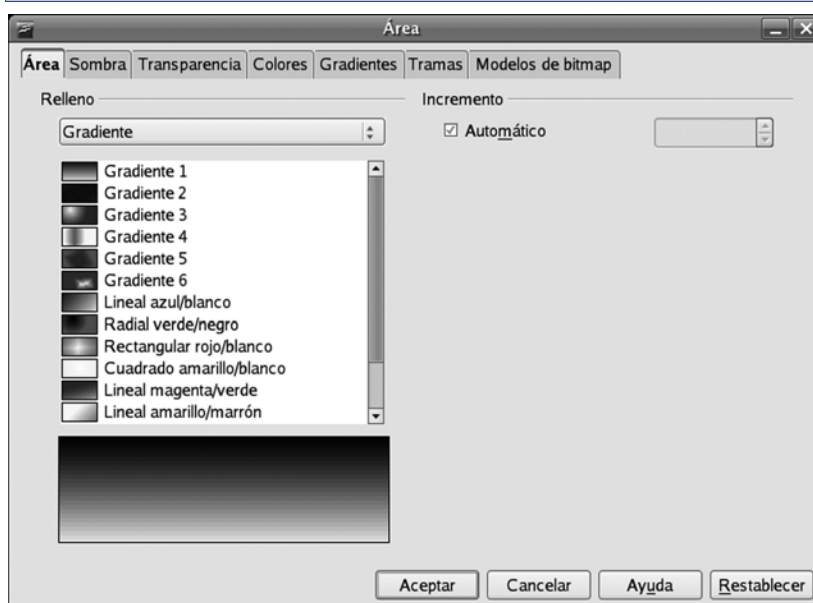 Área
Área Sombra Transparencia Colores Gradientes Tramas Modelos de bitmap
Relleno
Gradiente
Gradiente 1
Gradiente 2
Gradiente 3
Gradiente 4
Gradiente 5
Gradiente 6
Lineal azul/blanco
Radial verde/negro
Rectangular rojo/blanco
Cuadrado amarillo/blanco
Lineal magenta/verde
Lineal amarillo/marrón
Incremento
Automático
Aceptar Cancelar Ayuda Restablecer